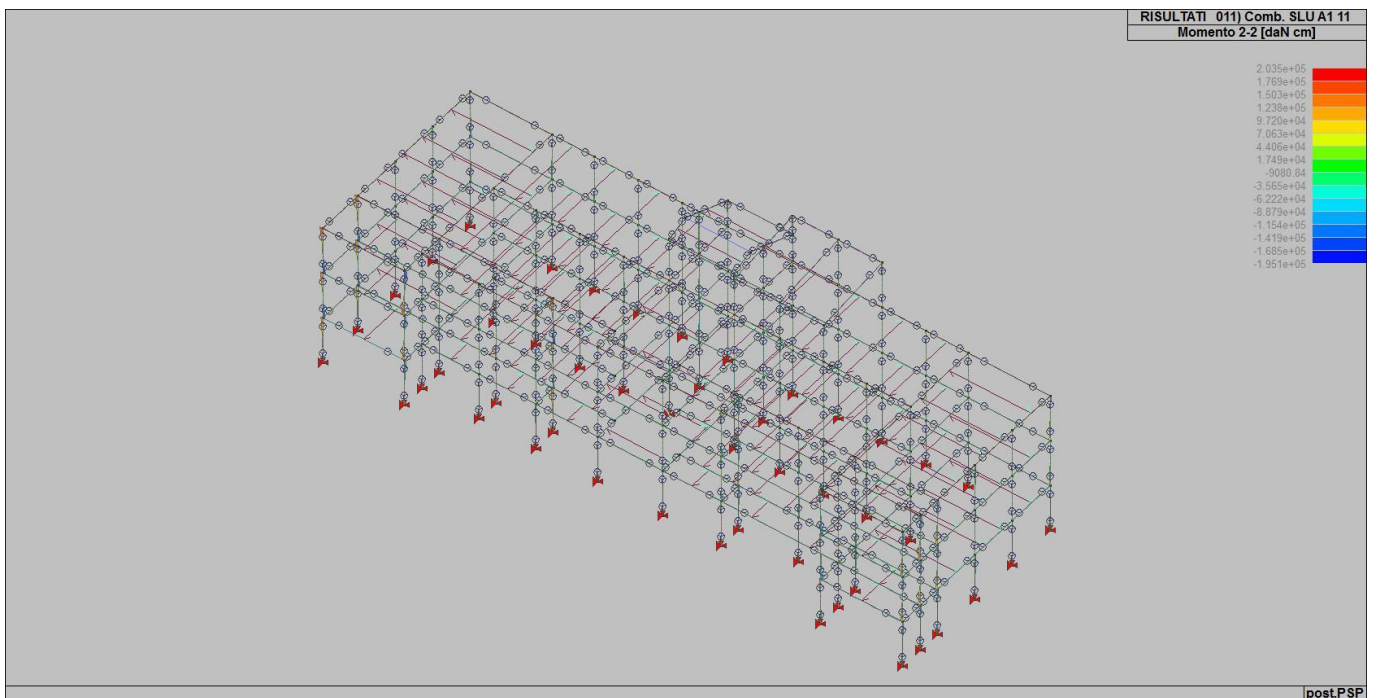 RISULTATI 011) Comb. SLU A1 11
Momento 2-2 [daN cm]
2.035e+05
1.769e+05
1.503e+05
1.238e+05
9.720e+04
7.063e+04
4.406e+04
1.749e+04
-9080.84
-3.565e+04
-6.222e+04
-8.879e+04
-1.154e+05
-1.419e+05
-1.685e+05
-1.951e+05
post.PSP